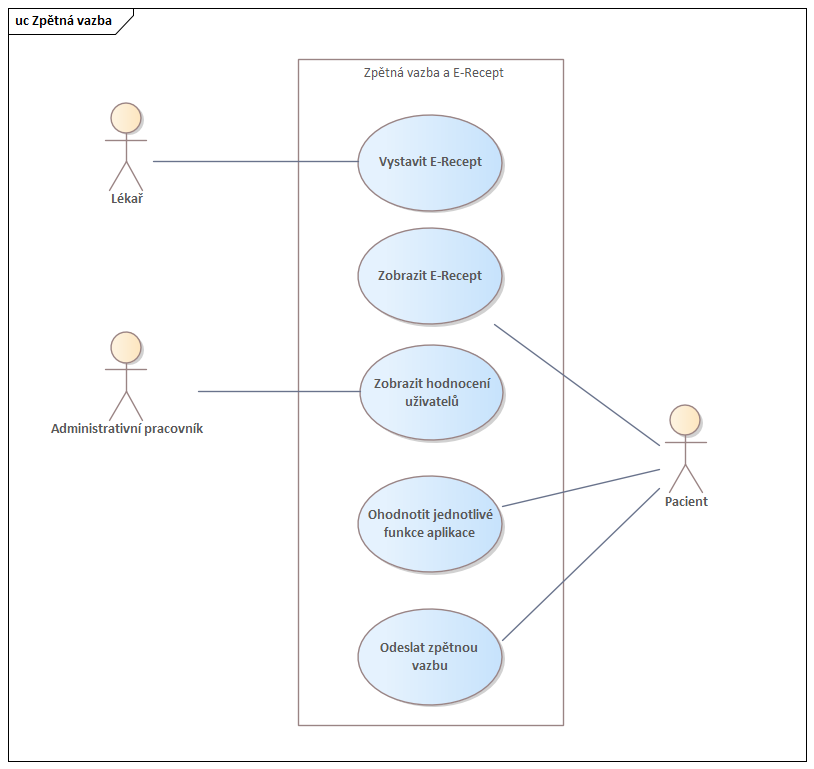 uc Zpětná vazba
Zpětná vazba a E-Recept
Vystavit E-Recept
Lékař
Zobrazit E-Recept
Zobrazit hodnocení
uživatelů
Administrativní pracovník
Pacient
Ohodnotit jednotlivé
funkce aplikace
Odeslat zpětnou
vazbu